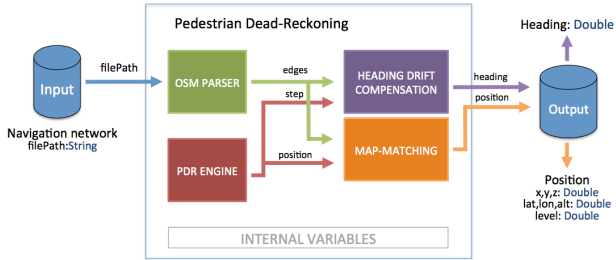 Pedestrian Dead-Reckoning
Heading: Double
filePath
Input
OSM PARSER
edges
step
HEADING DRIFT
COMPENSATION
heading
position
Output
Navigation network
filePath:String
PDR ENGINE
position
MAP-MATCHING
Position
x,y,z: Double
lat,lon,alt: Double
level: Double
INTERNAL VARIABLES